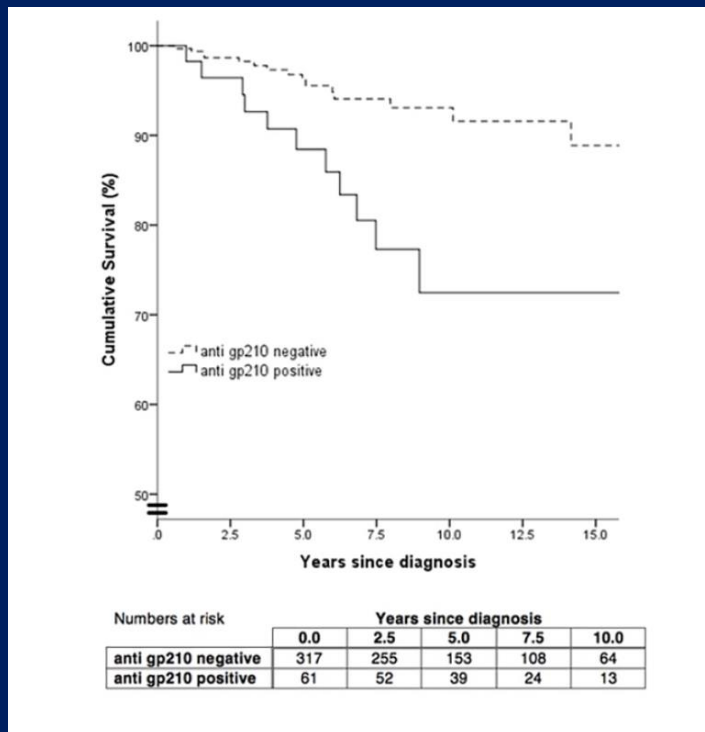 100
90
80
70
60
50
Cumulative Survival (%)
anti gp210 negative
anti gp210 positive
.0 2.5 5.0 7.5 10.0 12.5 15.0
Years since diagnosis
Numbers at risk Years since diagnosis
0.0 2.5 5.0 7.5 10.0
anti gp210 negative 317 255 153 108 64
anti gp210 positive 61 52 39 24 13